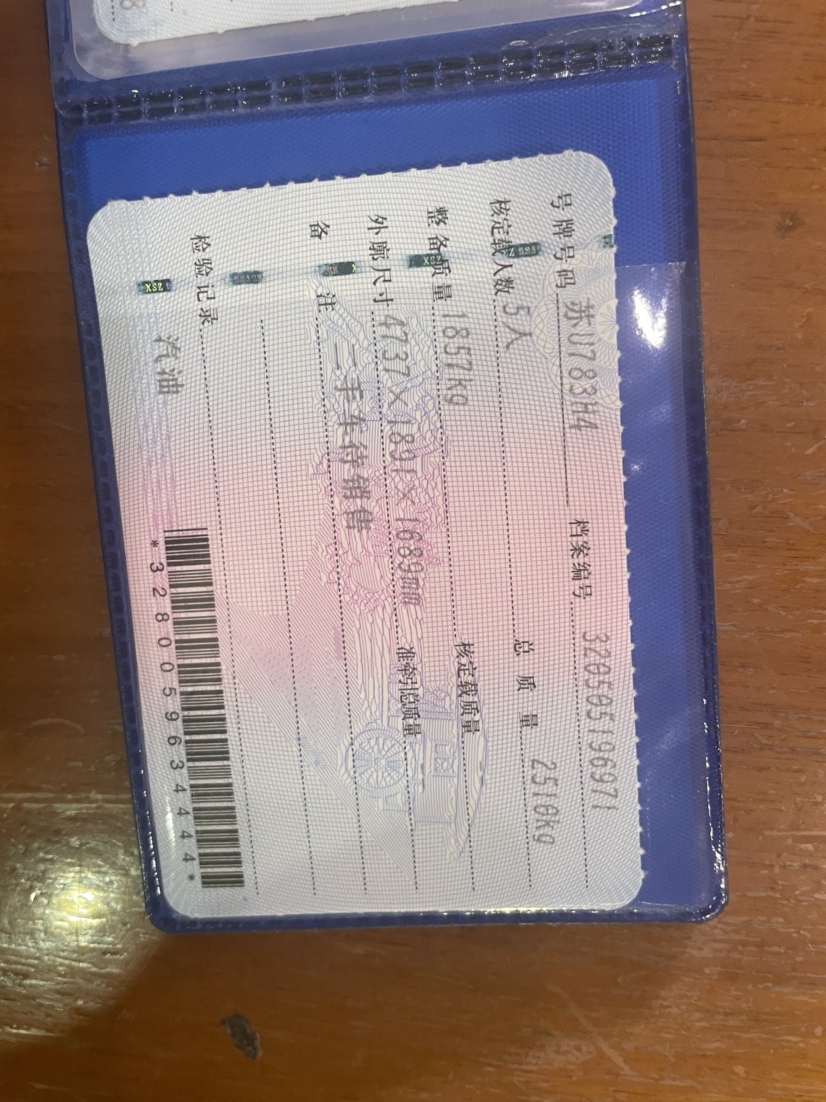 号牌号码 苏U783H4 档案编号 320505196971
核定载人数 5人 总质量 2510kg
整备质量 1857kg 核定载质量
外廓尺寸 4737×1891×1689mm 准牵引总质量
备注 二手车待销售
检验记录
汽油
*3280059634444*